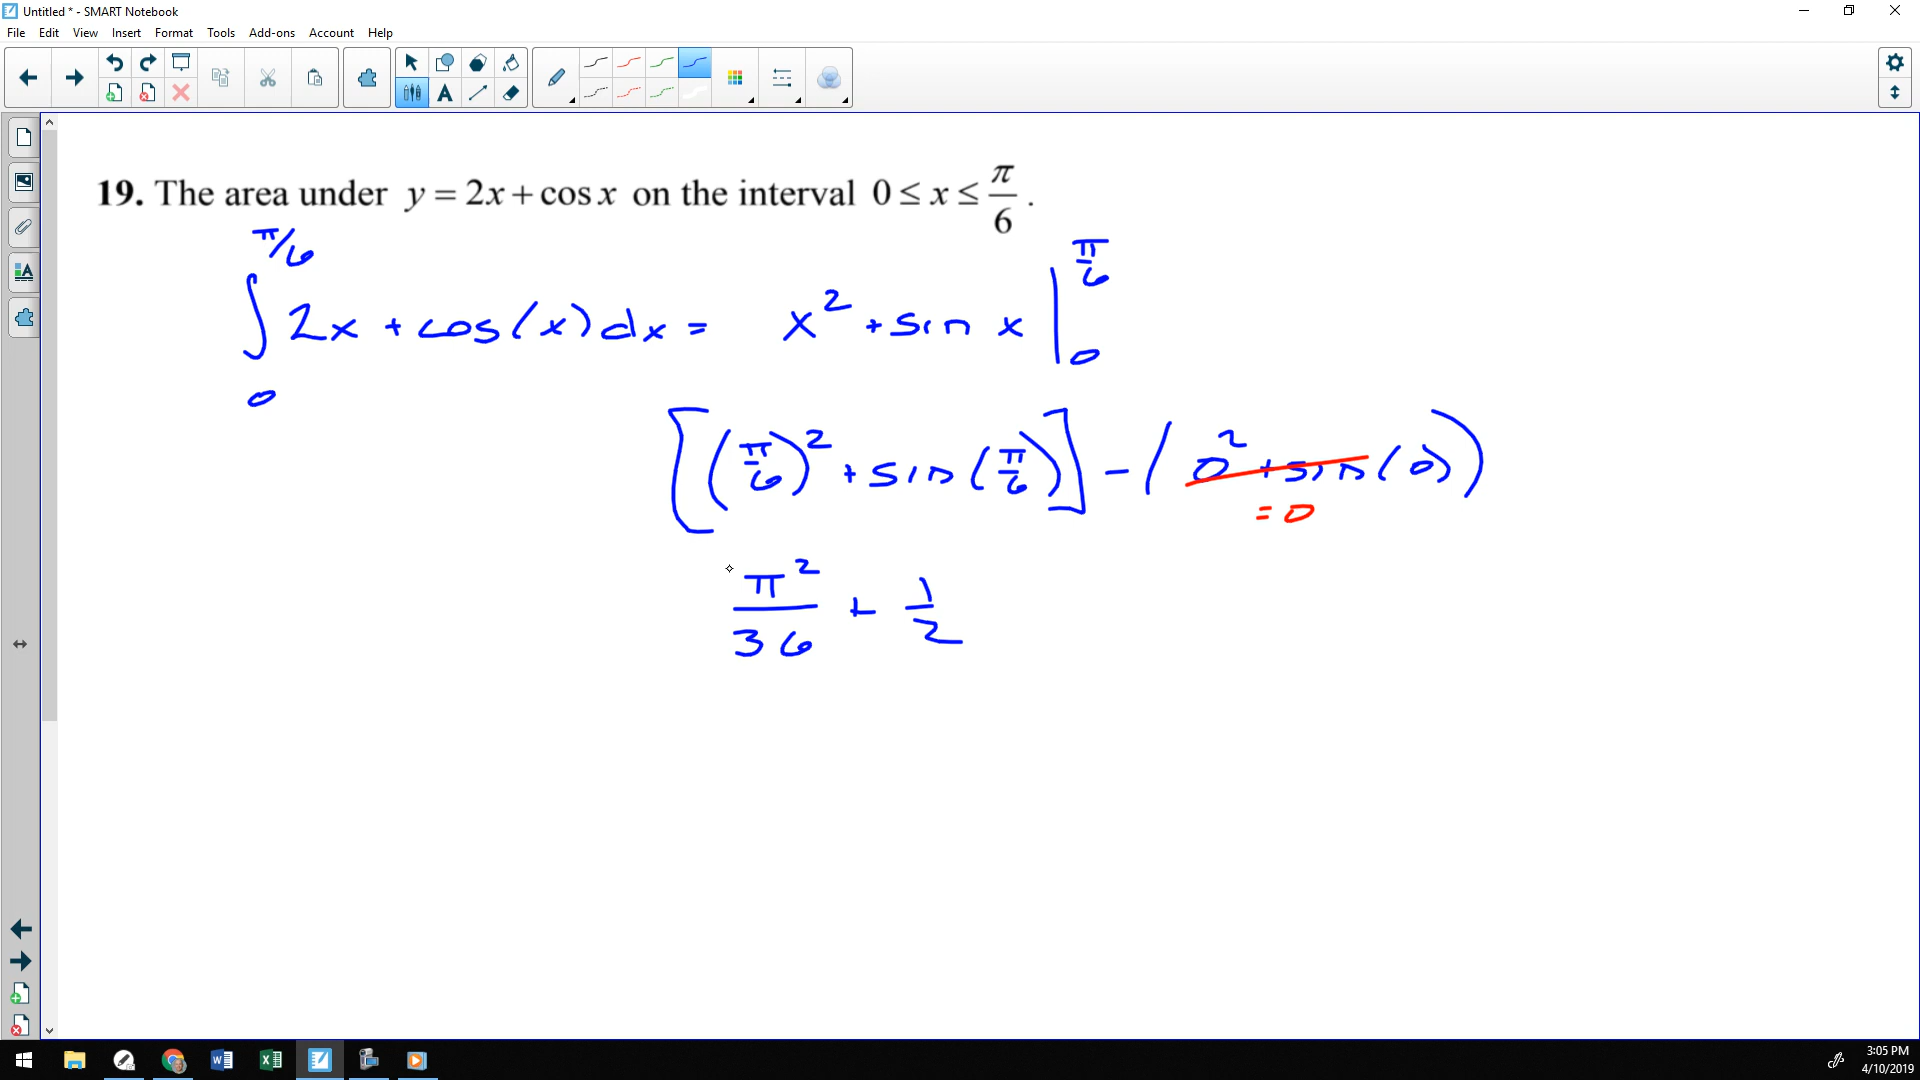 Untitled * - SMART Notebook
File Edit View Insert Format Tools Add-ons Account Help
A
A
19. The area under y = 2x + cos x on the interval 0 ≤ x ≤ π/6 .
∫₀^(π/6) 2x + cos(x) dx = x² + sin x |₀^(π/6)
[(π/6)² + sin(π/6)] - (0² + sin(0))
= 0
π²/36 + 1/2
3:05 PM
4/10/2019